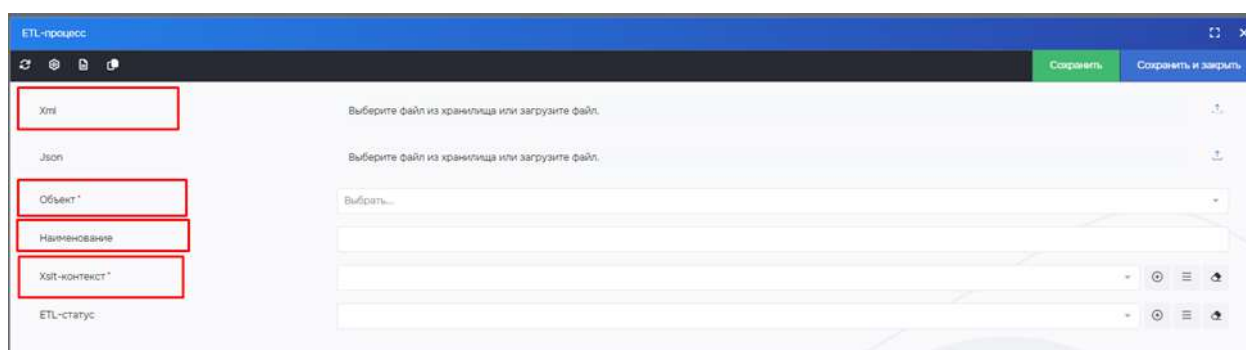 ETL-процесс
Сохранить Сохранить и закрыть
Xml Выберите файл из хранилища или загрузите файл.
Json Выберите файл из хранилища или загрузите файл.
Объект * Выбрать...
Наименование
Xslt-контекст *
ETL-статус